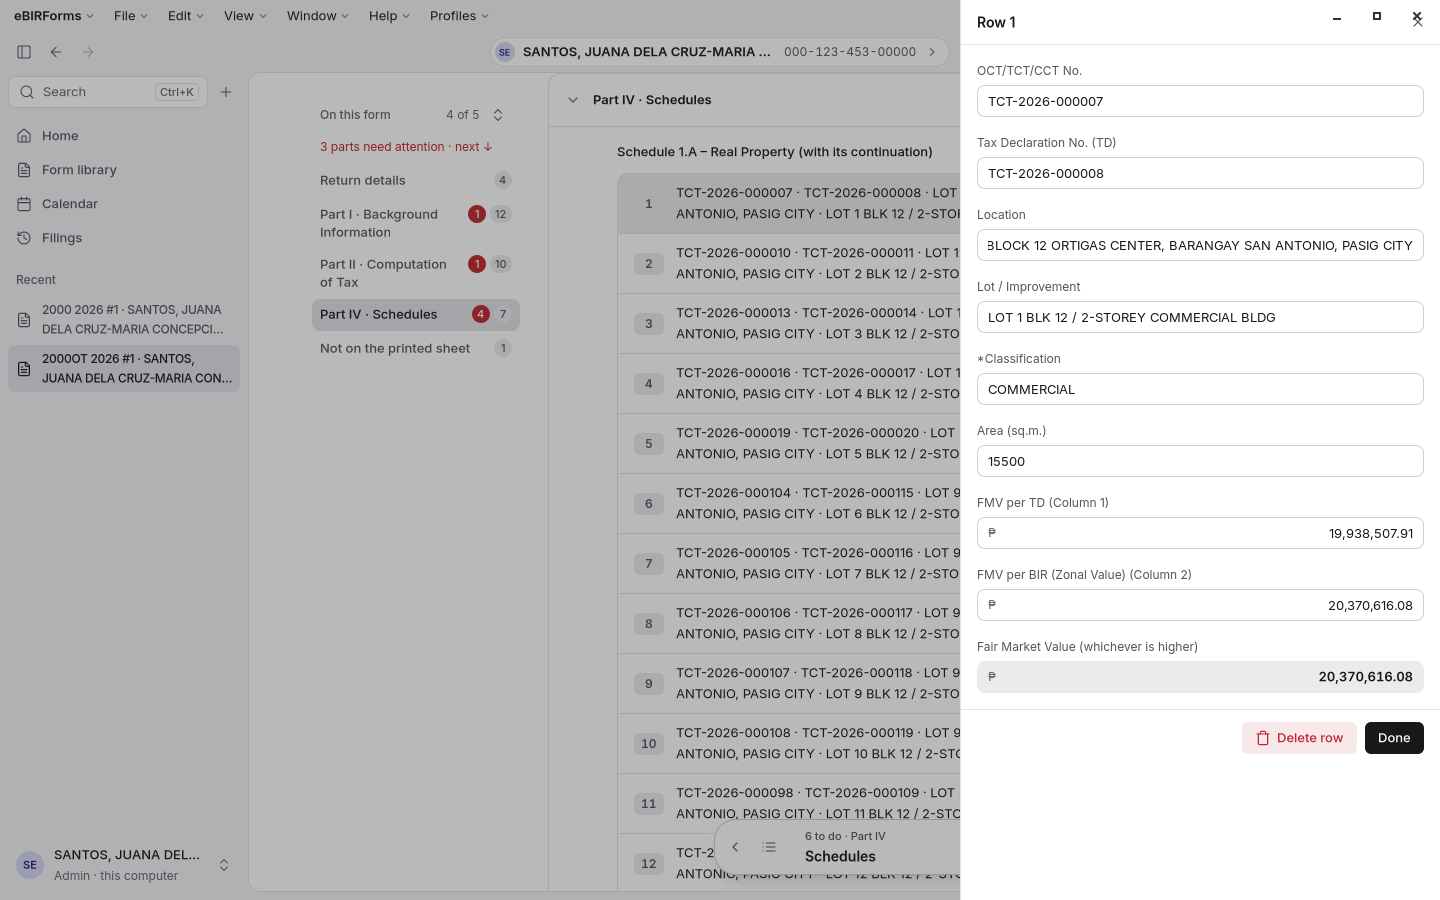 eBIRForms File Edit View Window Help Profiles
SE SANTOS, JUANA DELA CRUZ-MARIA ... 000-123-453-00000
Search Ctrl+K
Home
Form library
Calendar
Filings
Recent
2000 2026 #1 · SANTOS, JUANA
DELA CRUZ-MARIA CONCEPCI...
2000OT 2026 #1 · SANTOS,
JUANA DELA CRUZ-MARIA CON...
SE SANTOS, JUANA DEL...
Admin · this computer
On this form 4 of 5
3 parts need attention · next ↓
Return details 4
Part I · Background 1 12
Information
Part II · Computation 1 10
of Tax
Part IV · Schedules 4 7
Not on the printed sheet 1
Part IV · Schedules
Schedule 1.A – Real Property (with its continuation)
1 TCT-2026-000007 · TCT-2026-000008 · LOT
ANTONIO, PASIG CITY · LOT 1 BLK 12 / 2-STOR
2 TCT-2026-000010 · TCT-2026-000011 · LOT 1
ANTONIO, PASIG CITY · LOT 2 BLK 12 / 2-STO
3 TCT-2026-000013 · TCT-2026-000014 · LOT 1
ANTONIO, PASIG CITY · LOT 3 BLK 12 / 2-STO
4 TCT-2026-000016 · TCT-2026-000017 · LOT 1
ANTONIO, PASIG CITY · LOT 4 BLK 12 / 2-STO
5 TCT-2026-000019 · TCT-2026-000020 · LOT
ANTONIO, PASIG CITY · LOT 5 BLK 12 / 2-STO
6 TCT-2026-000104 · TCT-2026-000115 · LOT 9
ANTONIO, PASIG CITY · LOT 6 BLK 12 / 2-STO
7 TCT-2026-000105 · TCT-2026-000116 · LOT 9
ANTONIO, PASIG CITY · LOT 7 BLK 12 / 2-STO
8 TCT-2026-000106 · TCT-2026-000117 · LOT 9
ANTONIO, PASIG CITY · LOT 8 BLK 12 / 2-STO
9 TCT-2026-000107 · TCT-2026-000118 · LOT 9
ANTONIO, PASIG CITY · LOT 9 BLK 12 / 2-STO
10 TCT-2026-000108 · TCT-2026-000119 · LOT 9
ANTONIO, PASIG CITY · LOT 10 BLK 12 / 2-STO
11 TCT-2026-000098 · TCT-2026-000109 · LOT
ANTONIO, PASIG CITY · LOT 11 BLK 12 / 2-STO
12 TCT-2
6 to do · Part IV
Schedules
Row 1
OCT/TCT/CCT No.
TCT-2026-000007
Tax Declaration No. (TD)
TCT-2026-000008
Location
BLOCK 12 ORTIGAS CENTER, BARANGAY SAN ANTONIO, PASIG CITY
Lot / Improvement
LOT 1 BLK 12 / 2-STOREY COMMERCIAL BLDG
*Classification
COMMERCIAL
Area (sq.m.)
15500
FMV per TD (Column 1)
₱ 19,938,507.91
FMV per BIR (Zonal Value) (Column 2)
₱ 20,370,616.08
Fair Market Value (whichever is higher)
₱ 20,370,616.08
Delete row Done